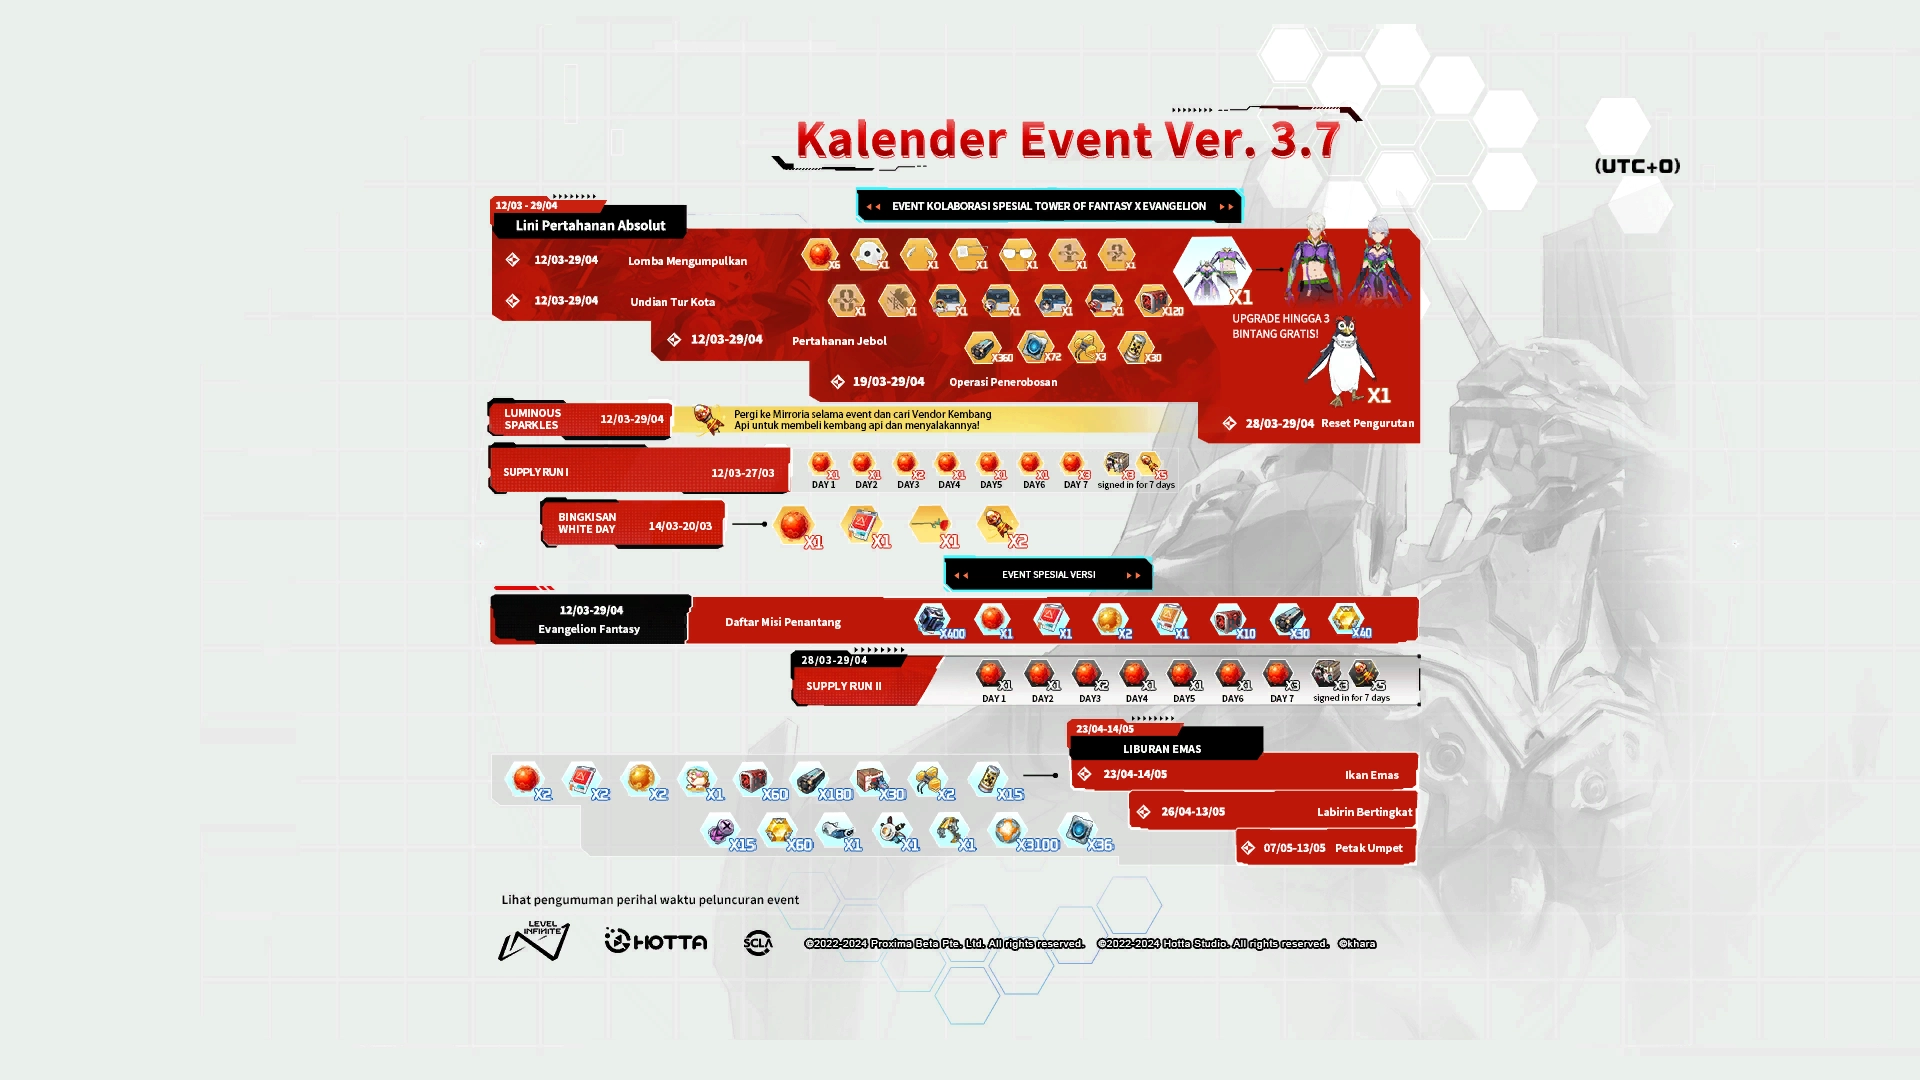 Kalender Event Ver. 3.7
(UTC+0)
EVENT KOLABORASI SPESIAL TOWER OF FANTASY X EVANGELION
12/03 - 29/04
Lini Pertahanan Absolut
12/03-29/04 Lomba Mengumpulkan
X6 X1 X1 X1 X1 X1 X1
12/03-29/04 Undian Tur Kota
X1 X1 X1 X1 X1 X1 X120
X1
UPGRADE HINGGA 3
BINTANG GRATIS!
12/03-29/04 Pertahanan Jebol
X360 X72 X3 X30
19/03-29/04 Operasi Penerobosan
X1
28/03-29/04 Reset Pengurutan
LUMINOUS
SPARKLES
12/03-29/04
Pergi ke Mirroria selama event dan cari Vendor Kembang
Api untuk membeli kembang api dan menyalakannya!
SUPPLY RUN I 12/03-27/03
X1 X1 X2 X1 X1 X1 X3 X3 X5
DAY 1 DAY2 DAY3 DAY4 DAY5 DAY6 DAY 7 signed in for 7 days
BINGKISAN
WHITE DAY
14/03-20/03
X1 X1 X1 X2
EVENT SPESIAL VERSI
12/03-29/04
Evangelion Fantasy
Daftar Misi Penantang
X400 X1 X1 X2 X1 X10 X30 X40
28/03-29/04
SUPPLY RUN II
X1 X1 X2 X1 X1 X1 X3 X3 X5
DAY 1 DAY2 DAY3 DAY4 DAY5 DAY6 DAY 7 signed in for 7 days
23/04-14/05
LIBURAN EMAS
23/04-14/05 Ikan Emas
26/04-13/05 Labirin Bertingkat
07/05-13/05 Petak Umpet
X2 X2 X2 X1 X60 X180 X30 X2 X15
X15 X60 X1 X1 X1 X3100 X36
Lihat pengumuman perihal waktu peluncuran event
LEVEL
INFINITE
HOTTA
SCLA
©2022-2024 Proxima Beta Pte. Ltd. All rights reserved. ©2022-2024 Hotta Studio. All rights reserved. ©khara